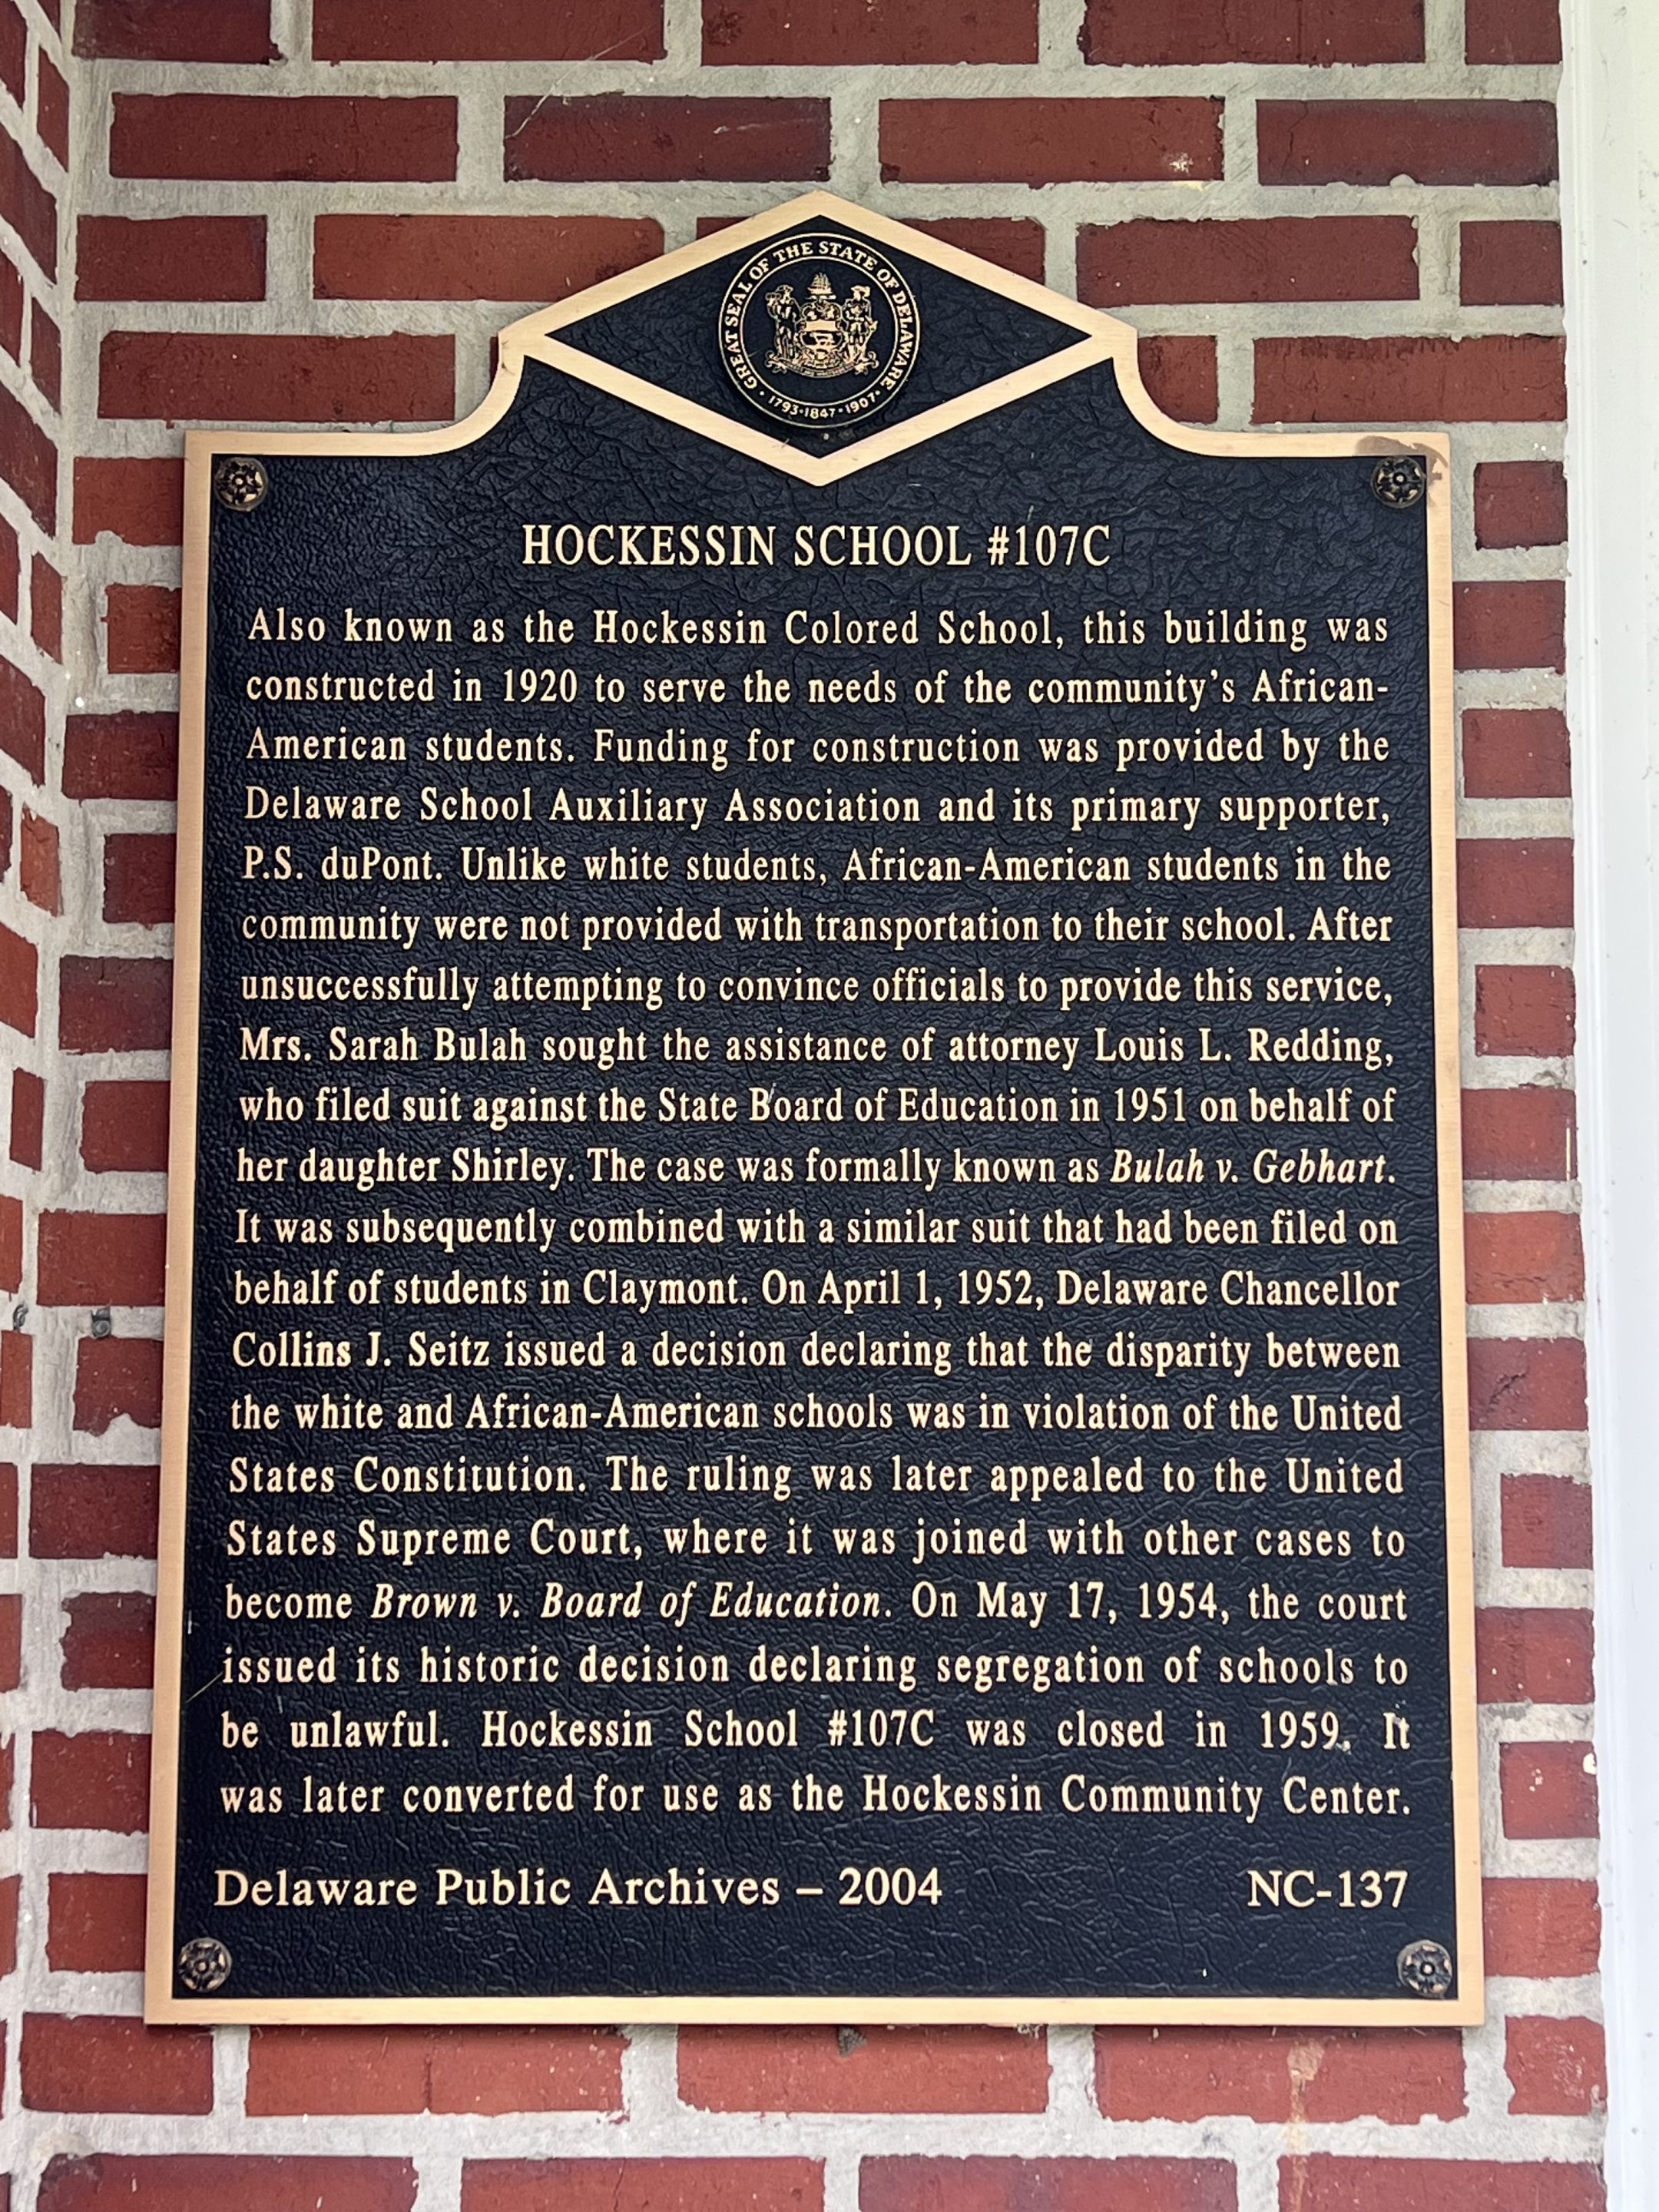 GREAT SEAL OF THE STATE OF DELAWARE
· 1793 · 1847 · 1907 ·
HOCKESSIN SCHOOL #107C
Also known as the Hockessin Colored School, this building was
constructed in 1920 to serve the needs of the community's African-
American students. Funding for construction was provided by the
Delaware School Auxiliary Association and its primary supporter,
P.S. duPont. Unlike white students, African-American students in the
community were not provided with transportation to their school. After
unsuccessfully attempting to convince officials to provide this service,
Mrs. Sarah Bulah sought the assistance of attorney Louis L. Redding,
who filed suit against the State Board of Education in 1951 on behalf of
her daughter Shirley. The case was formally known as Bulah v. Gebhart.
It was subsequently combined with a similar suit that had been filed on
behalf of students in Claymont. On April 1, 1952, Delaware Chancellor
Collins J. Seitz issued a decision declaring that the disparity between
the white and African-American schools was in violation of the United
States Constitution. The ruling was later appealed to the United
States Supreme Court, where it was joined with other cases to
become Brown v. Board of Education. On May 17, 1954, the court
issued its historic decision declaring segregation of schools to
be unlawful. Hockessin School #107C was closed in 1959. It
was later converted for use as the Hockessin Community Center.
Delaware Public Archives – 2004 NC-137